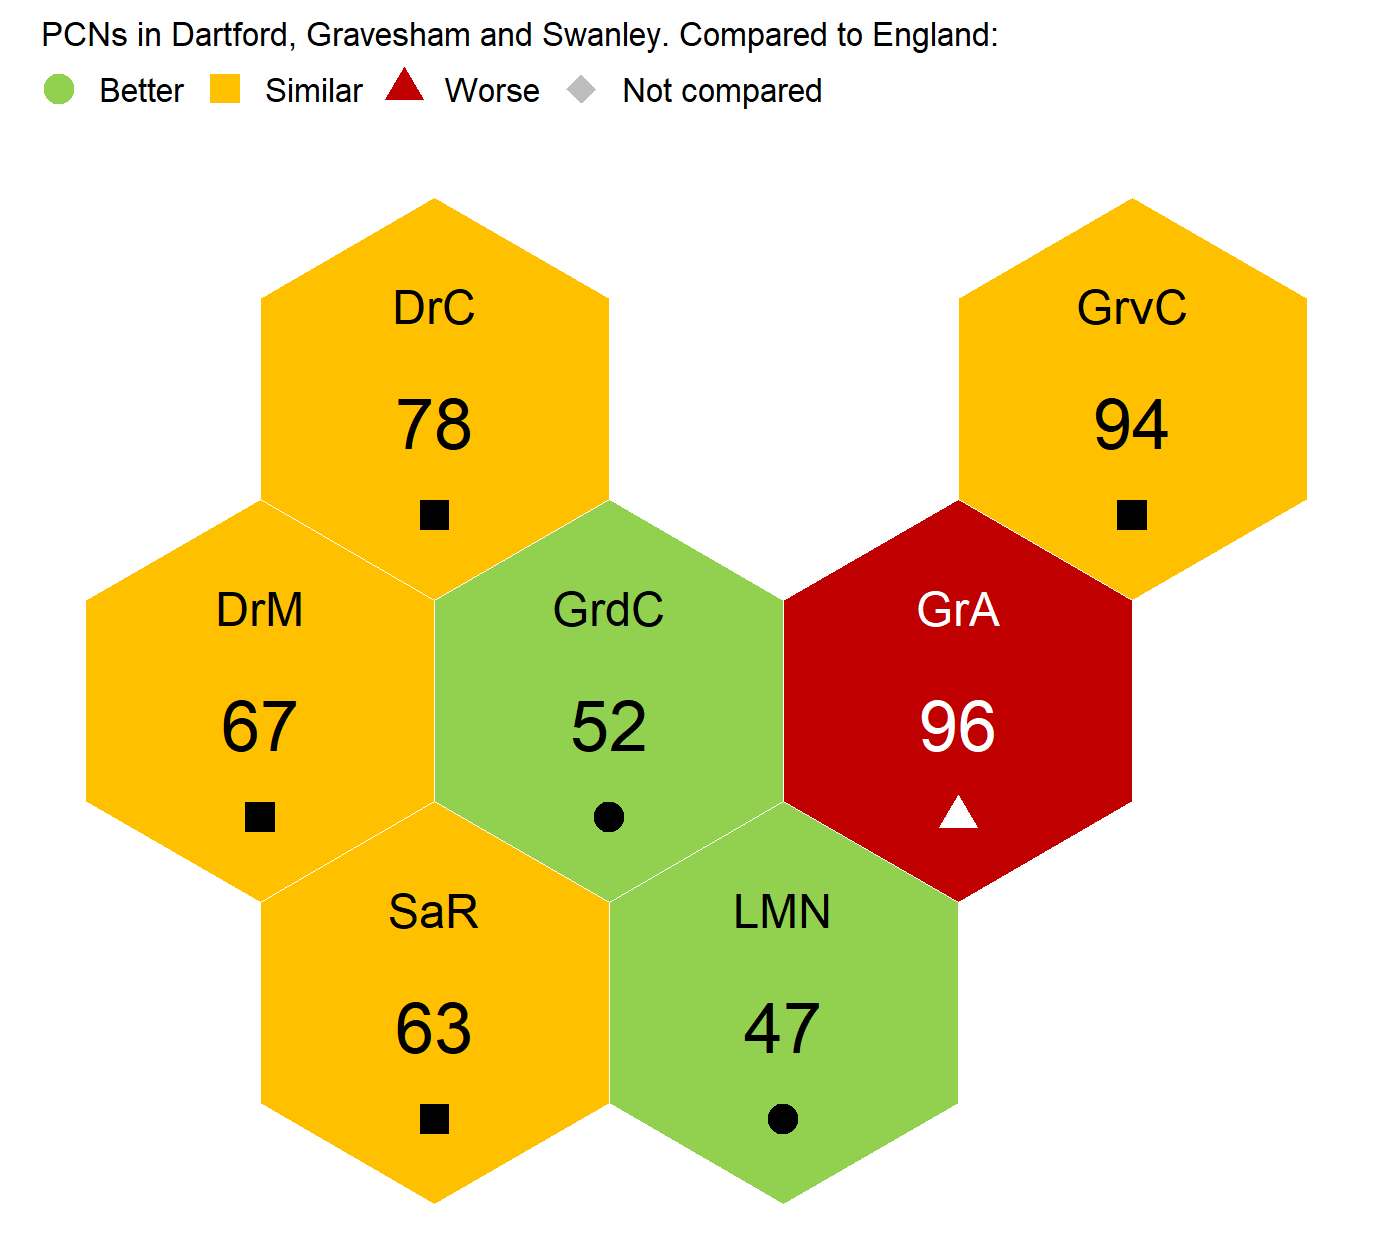 PCNs in Dartford, Gravesham and Swanley. Compared to England:
Better Similar Worse Not compared
DrC
78
GrvC
94
DrM
67
GrdC
52
GrA
96
SaR
63
LMN
47